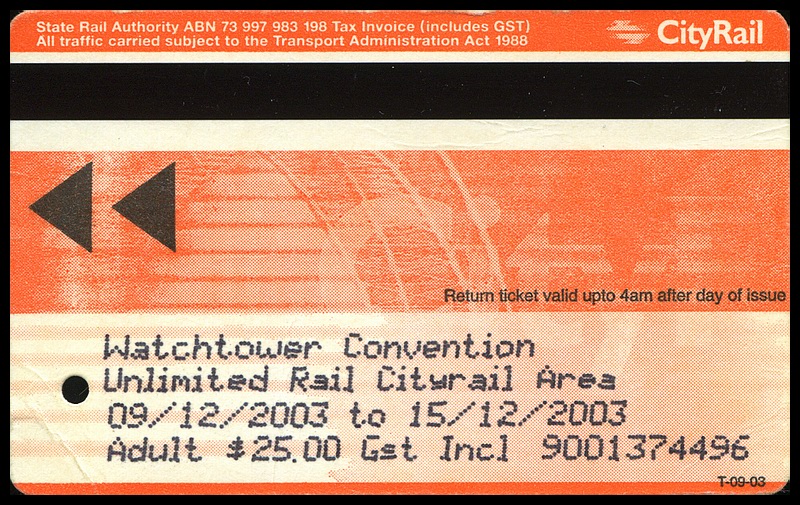 State Rail Authority ABN 73 997 983 198 Tax Invoice (includes GST)
All traffic carried subject to the Transport Administration Act 1988
CityRail
Return ticket valid upto 4am after day of issue
Watchtower Convention
Unlimited Rail Cityrail Area
09/12/2003 to 15/12/2003
Adult $25.00 Gst Incl 9001374496
T-09-03